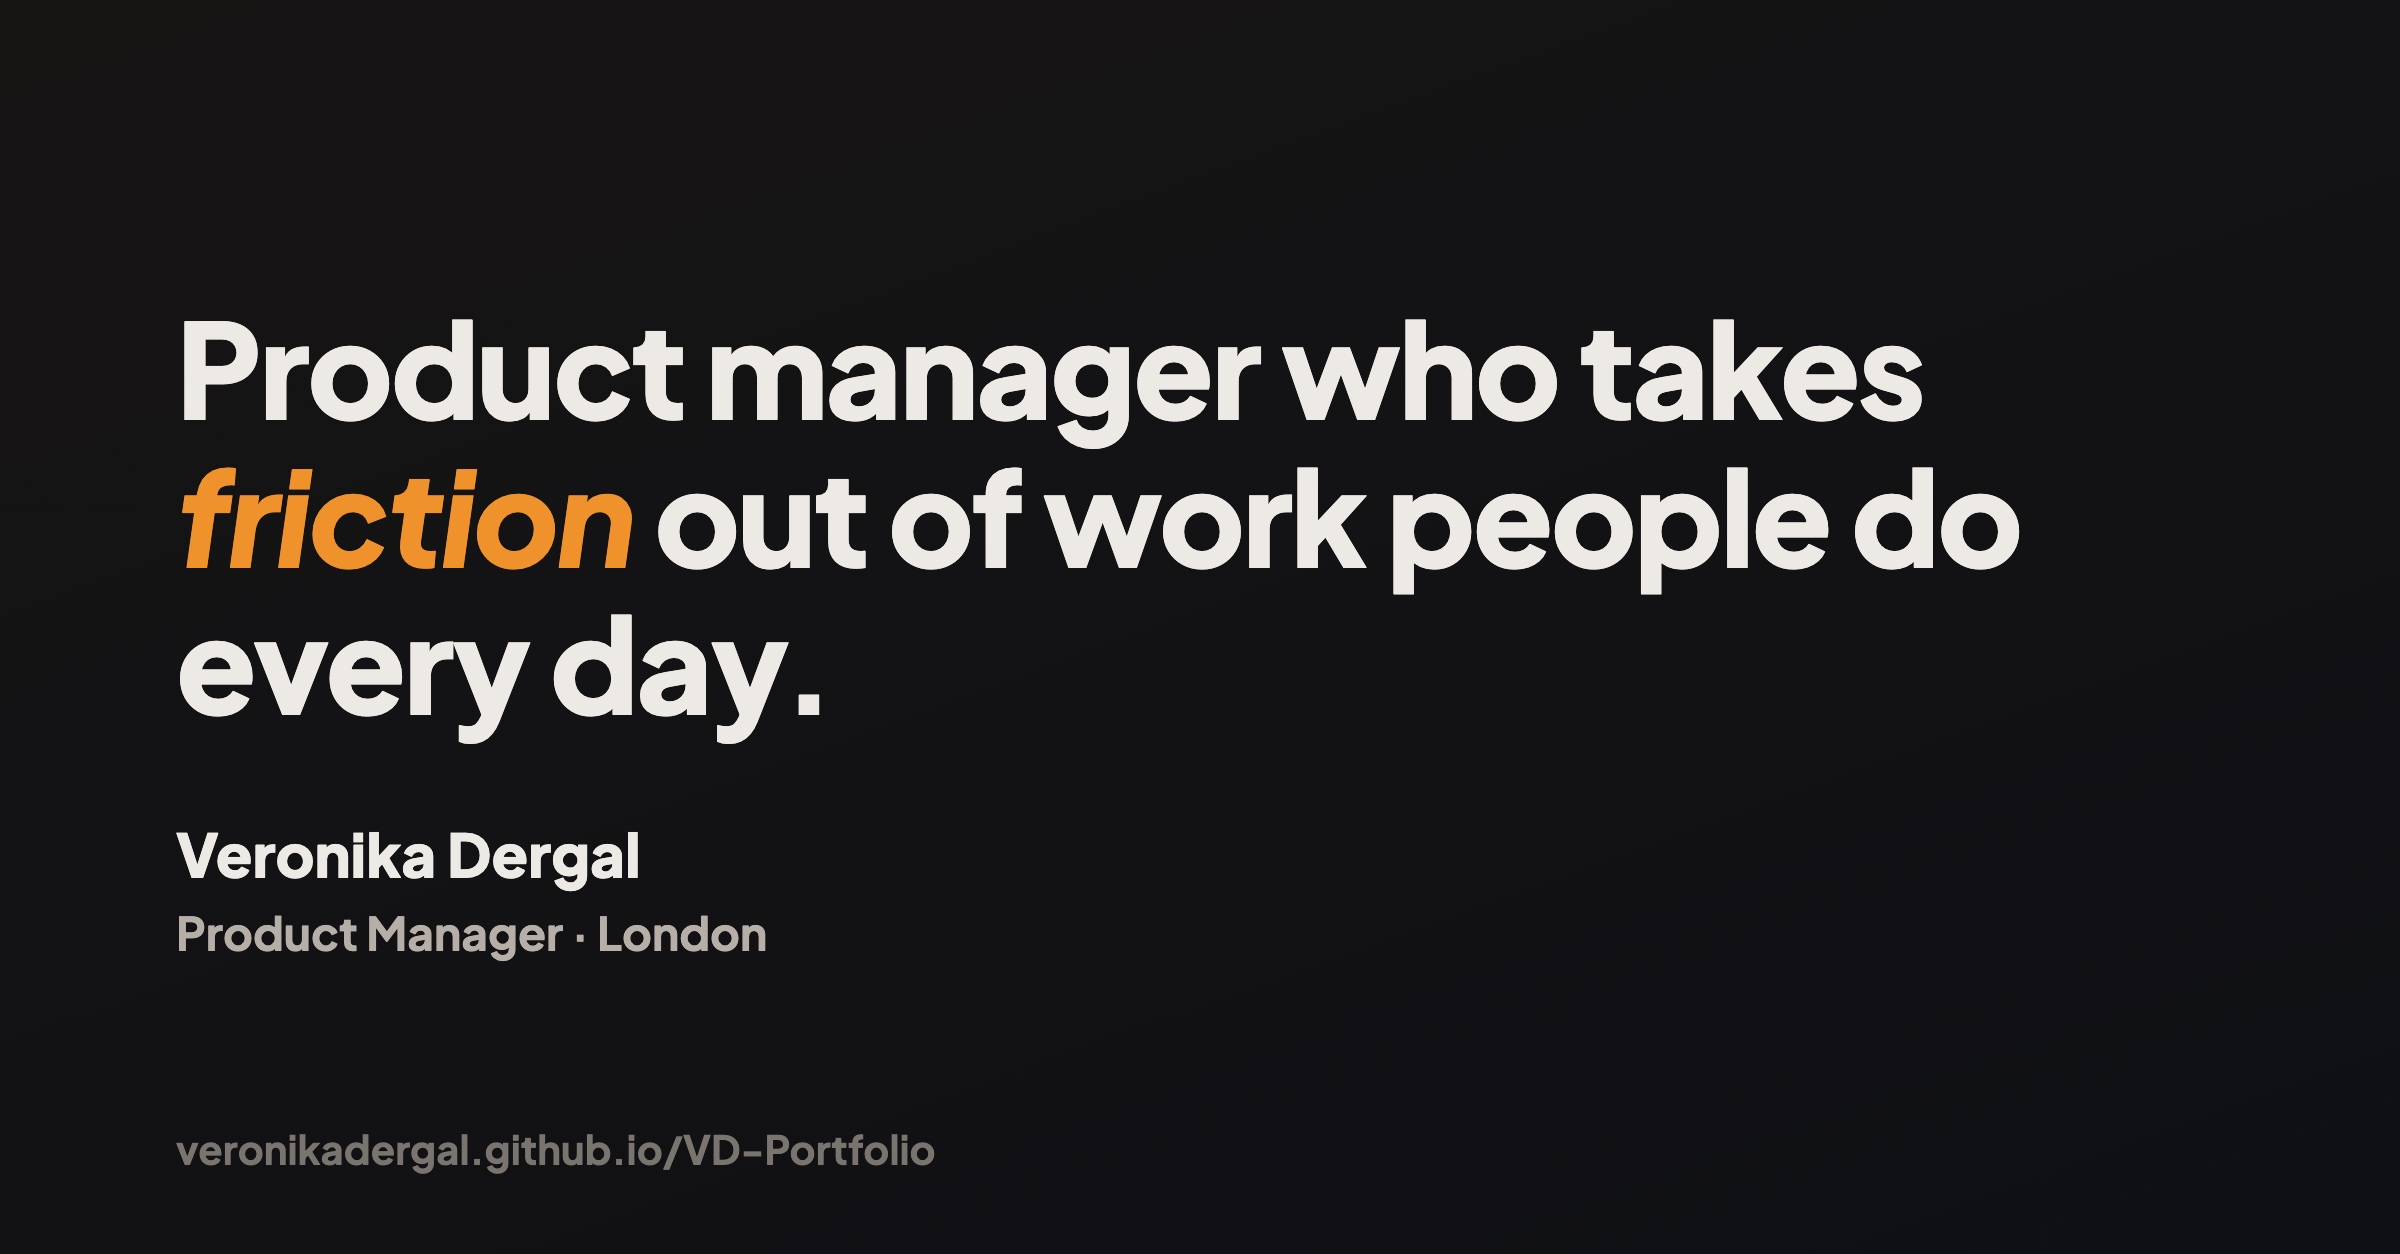 Product manager who takes
friction out of work people do
every day.
Veronika Dergal
Product Manager · London
veronikadergal.github.io/VD-Portfolio